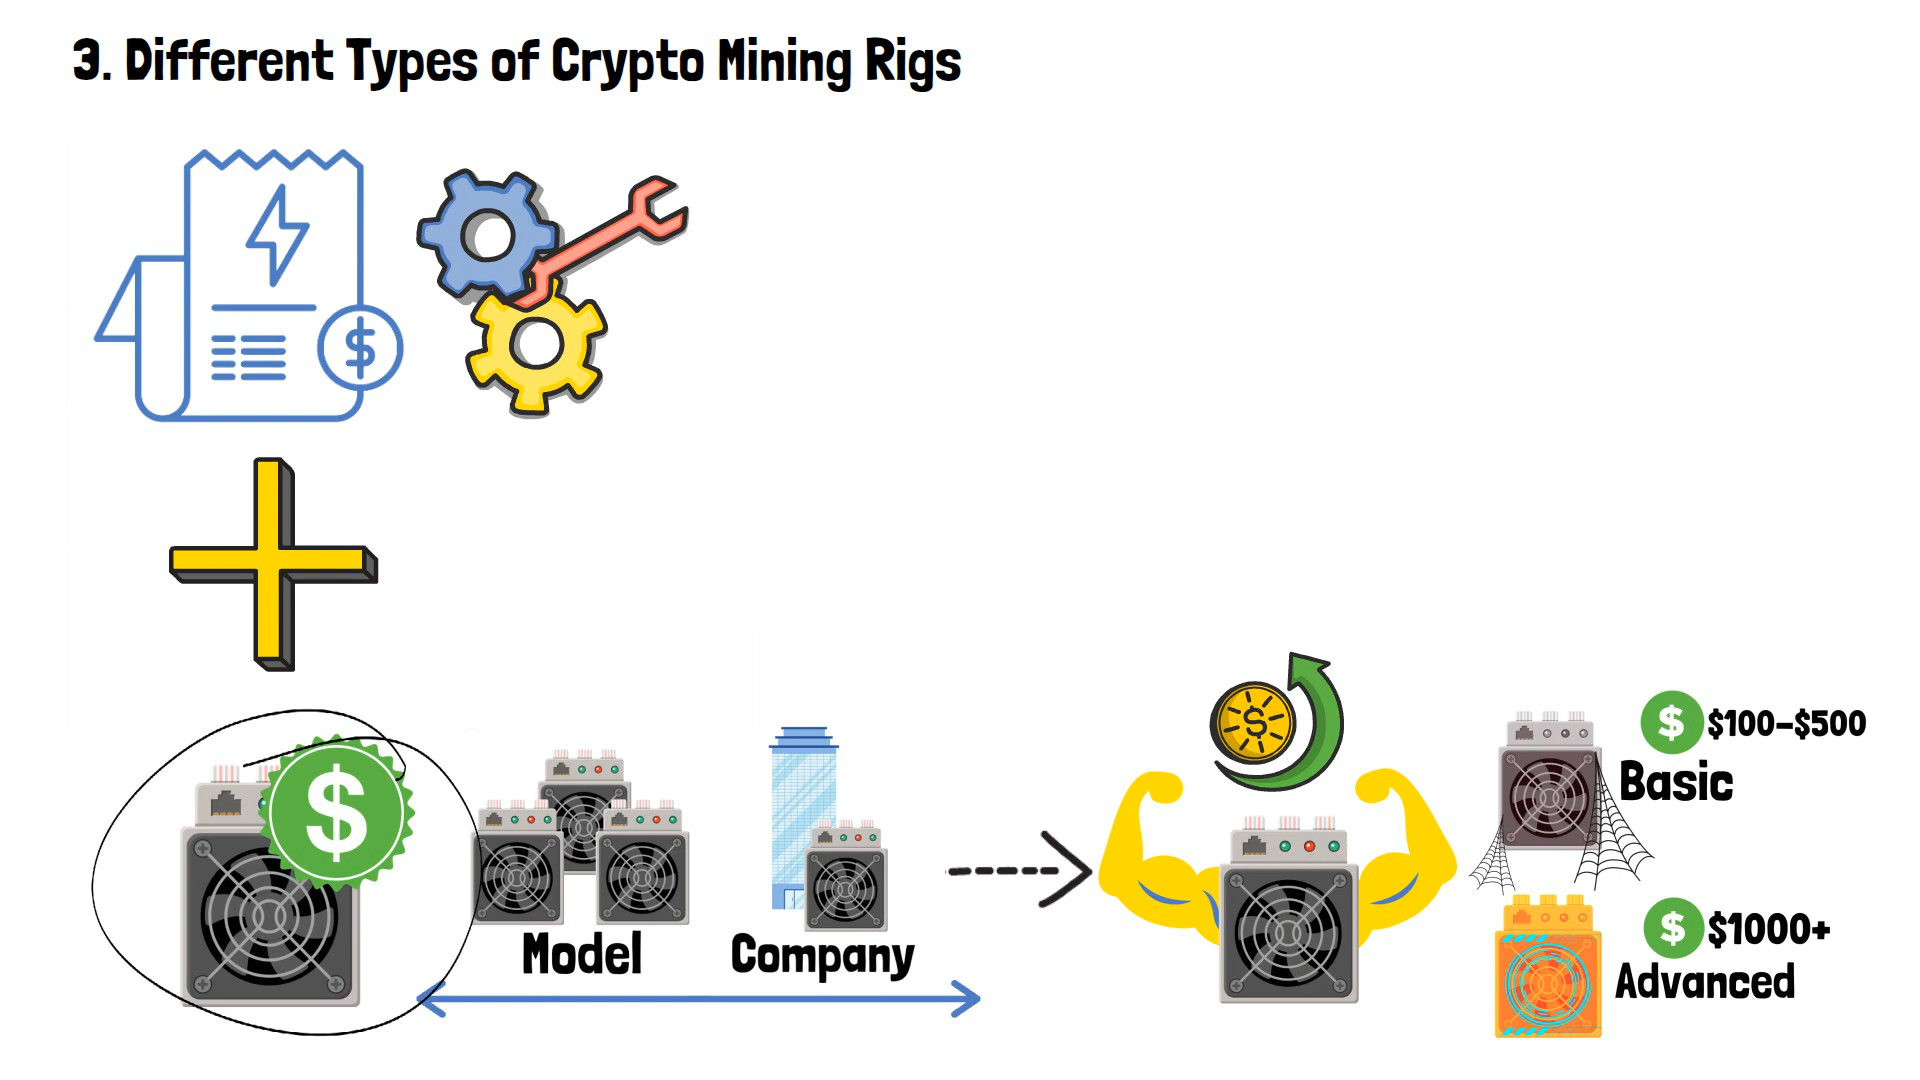 3. Different Types of Crypto Mining Rigs
$
$
$
$ $100-$500
Basic
Model
Company
$ $1000+
Advanced